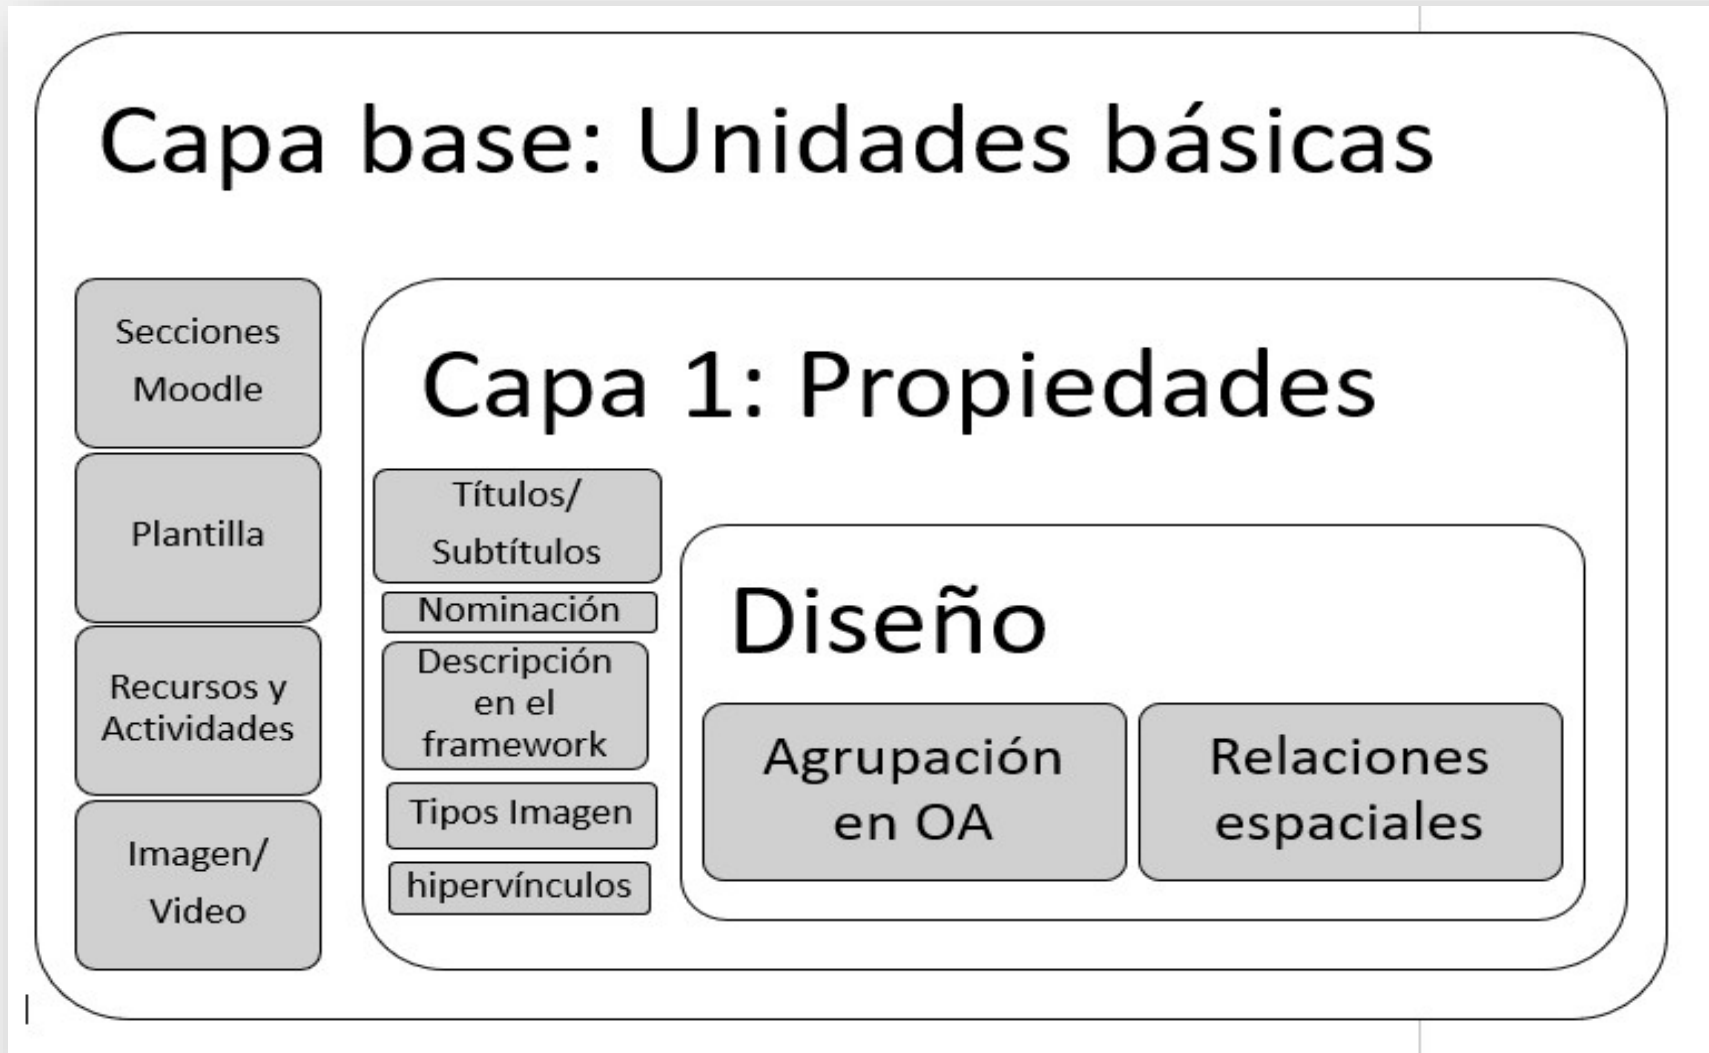 Capa base: Unidades básicas
Secciones
Moodle
Plantilla
Recursos y
Actividades
Imagen/
Video
Capa 1: Propiedades
Títulos/
Subtítulos
Nominación
Descripción
en el
framework
Tipos Imagen
hipervínculos
Diseño
Agrupación
en OA
Relaciones
espaciales